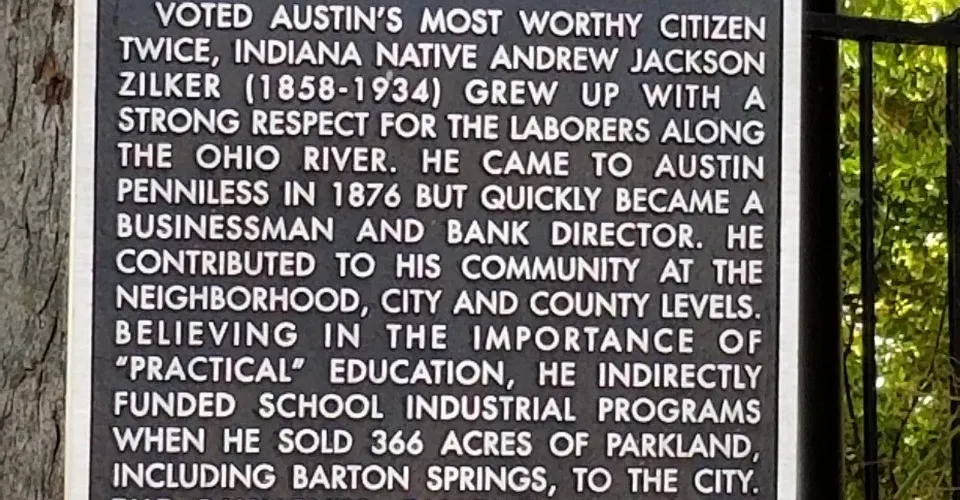 VOTED AUSTIN'S MOST WORTHY CITIZEN
TWICE, INDIANA NATIVE ANDREW JACKSON
ZILKER (1858-1934) GREW UP WITH A
STRONG RESPECT FOR THE LABORERS ALONG
THE OHIO RIVER. HE CAME TO AUSTIN
PENNILESS IN 1876 BUT QUICKLY BECAME A
BUSINESSMAN AND BANK DIRECTOR. HE
CONTRIBUTED TO HIS COMMUNITY AT THE
NEIGHBORHOOD, CITY AND COUNTY LEVELS.
BELIEVING IN THE IMPORTANCE OF
"PRACTICAL" EDUCATION, HE INDIRECTLY
FUNDED SCHOOL INDUSTRIAL PROGRAMS
WHEN HE SOLD 366 ACRES OF PARKLAND,
INCLUDING BARTON SPRINGS, TO THE CITY.